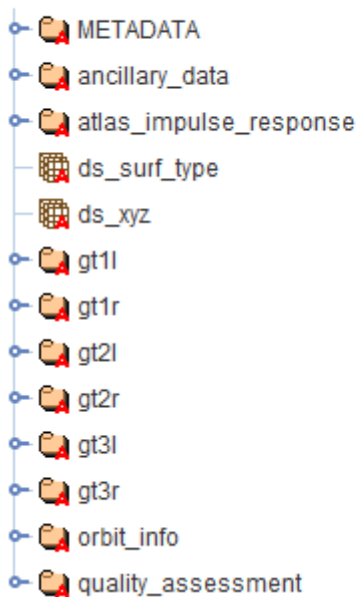 METADATA
ancillary_data
atlas_impulse_response
ds_surf_type
ds_xyz
gt1l
gt1r
gt2l
gt2r
gt3l
gt3r
orbit_info
quality_assessment